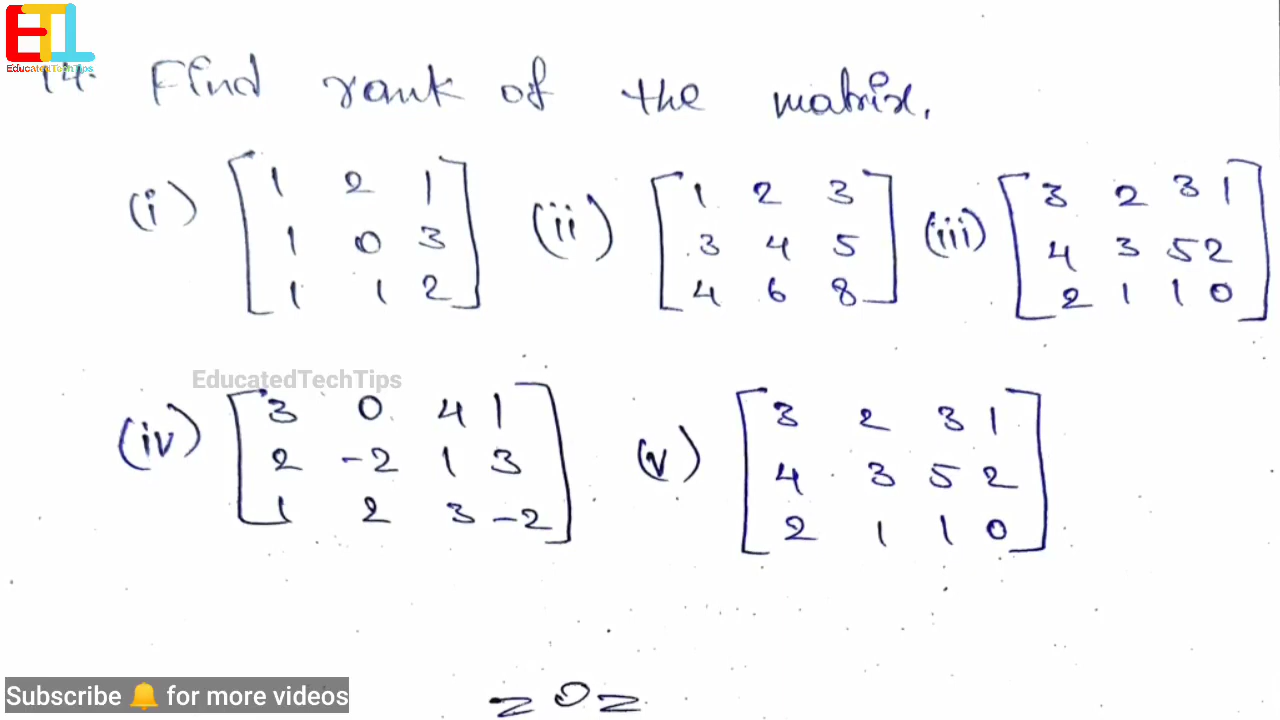 ETL
EducatedTechTips
14. Find rank of the matrix.
(i) [1 2 1 (ii) [1 2 3] (iii) [3 2 3 1
1 0 3 3 4 5 4 3 5 2
1 1 2] 4 6 8] 2 1 1 0]
EducatedTechTips
(iv) [3 0 4 1 (v) [3 2 3 1
2 -2 1 3 4 3 5 2
1 2 3 -2] 2 1 1 0]
Subscribe 🔔 for more videos